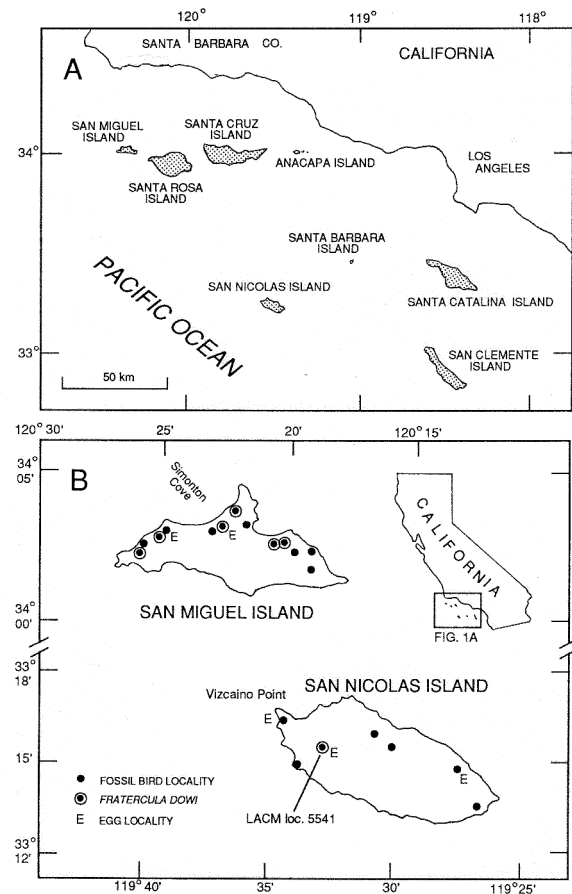 120° 119° 118°
SANTA BARBARA CO.
CALIFORNIA
A
SAN MIGUEL
ISLAND
SANTA CRUZ
ISLAND
34°
ANACAPA ISLAND
LOS
ANGELES
SANTA ROSA
ISLAND
SANTA BARBARA
ISLAND
PACIFIC OCEAN
SAN NICOLAS ISLAND
SANTA CATALINA ISLAND
33°
SAN CLEMENTE
ISLAND
50 km
120° 30' 25' 20' 120° 15'
34°
05'
B
Simonton
Cove
CALIFORNIA
E
E
SAN MIGUEL ISLAND
34°
00'
FIG. 1A
33°
18'
SAN NICOLAS ISLAND
Vizcaino Point
E
15'
E
E
FOSSIL BIRD LOCALITY
FRATERCULA DOWI
E EGG LOCALITY
LACM loc. 5541
33°
12'
119° 40' 35' 30' 119° 25'